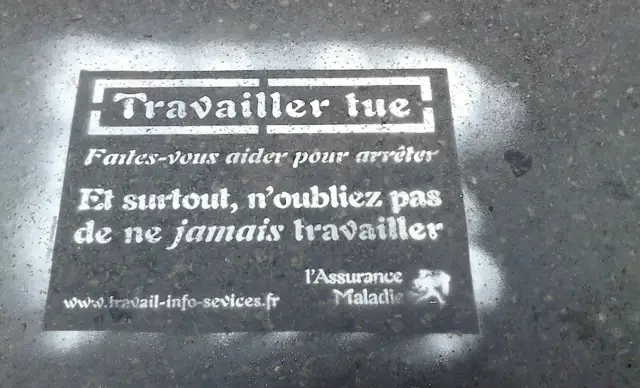 Travailler tue
Faites-vous aider pour arrêter
Et surtout, n'oubliez pas
de ne jamais travailler
l'Assurance
Maladie
www.travail-info-sevices.fr